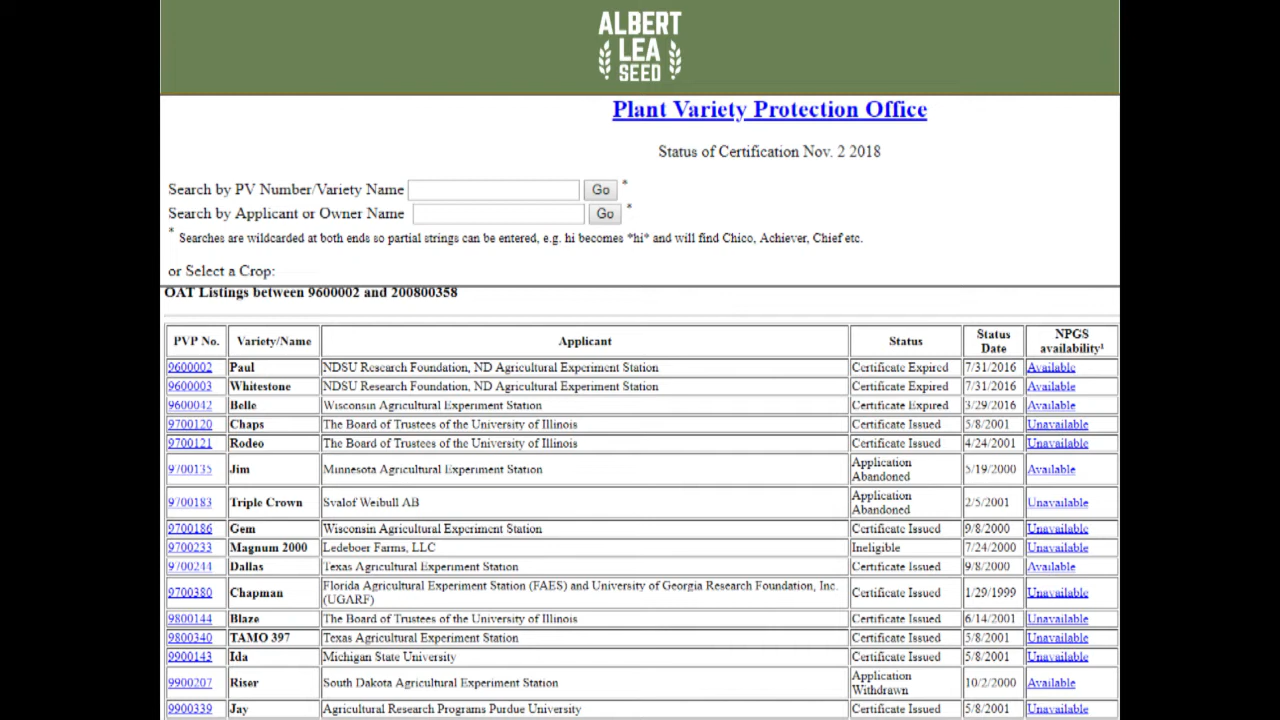 ALBERT
LEA
SEED
Plant Variety Protection Office
Status of Certification Nov. 2 2018
Search by PV Number/Variety Name Go *
Search by Applicant or Owner Name Go *
* Searches are wildcarded at both ends so partial strings can be entered, e.g. hi becomes *hi* and will find Chico, Achiever, Chief etc.
or Select a Crop:
OAT Listings between 9600002 and 200800358
PVP No. Variety/Name Applicant Status Status Date NPGS availability¹
9600002 Paul NDSU Research Foundation, ND Agricultural Experiment Station Certificate Expired 7/31/2016 Available
9600003 Whitestone NDSU Research Foundation, ND Agricultural Experiment Station Certificate Expired 7/31/2016 Available
9600042 Belle Wisconsin Agricultural Experiment Station Certificate Expired 3/29/2016 Available
9700120 Chaps The Board of Trustees of the University of Illinois Certificate Issued 5/8/2001 Unavailable
9700121 Rodeo The Board of Trustees of the University of Illinois Certificate Issued 4/24/2001 Unavailable
9700135 Jim Minnesota Agricultural Experiment Station Application Abandoned 5/19/2000 Available
9700183 Triple Crown Svalof Weibull AB Application Abandoned 2/5/2001 Unavailable
9700186 Gem Wisconsin Agricultural Experiment Station Certificate Issued 9/8/2000 Unavailable
9700233 Magnum 2000 Ledeboer Farms, LLC Ineligible 7/24/2000 Unavailable
9700244 Dallas Texas Agricultural Experiment Station Certificate Issued 9/8/2000 Available
9700380 Chapman Florida Agricultural Experiment Station (FAES) and University of Georgia Research Foundation, Inc. (UGARF) Certificate Issued 1/29/1999 Unavailable
9800144 Blaze The Board of Trustees of the University of Illinois Certificate Issued 6/14/2001 Unavailable
9800340 TAMO 397 Texas Agricultural Experiment Station Certificate Issued 5/8/2001 Unavailable
9900143 Ida Michigan State University Certificate Issued 5/8/2001 Unavailable
9900207 Riser South Dakota Agricultural Experiment Station Application Withdrawn 10/2/2000 Available
9900339 Jay Agricultural Research Programs Purdue University Certificate Issued 5/8/2001 Unavailable